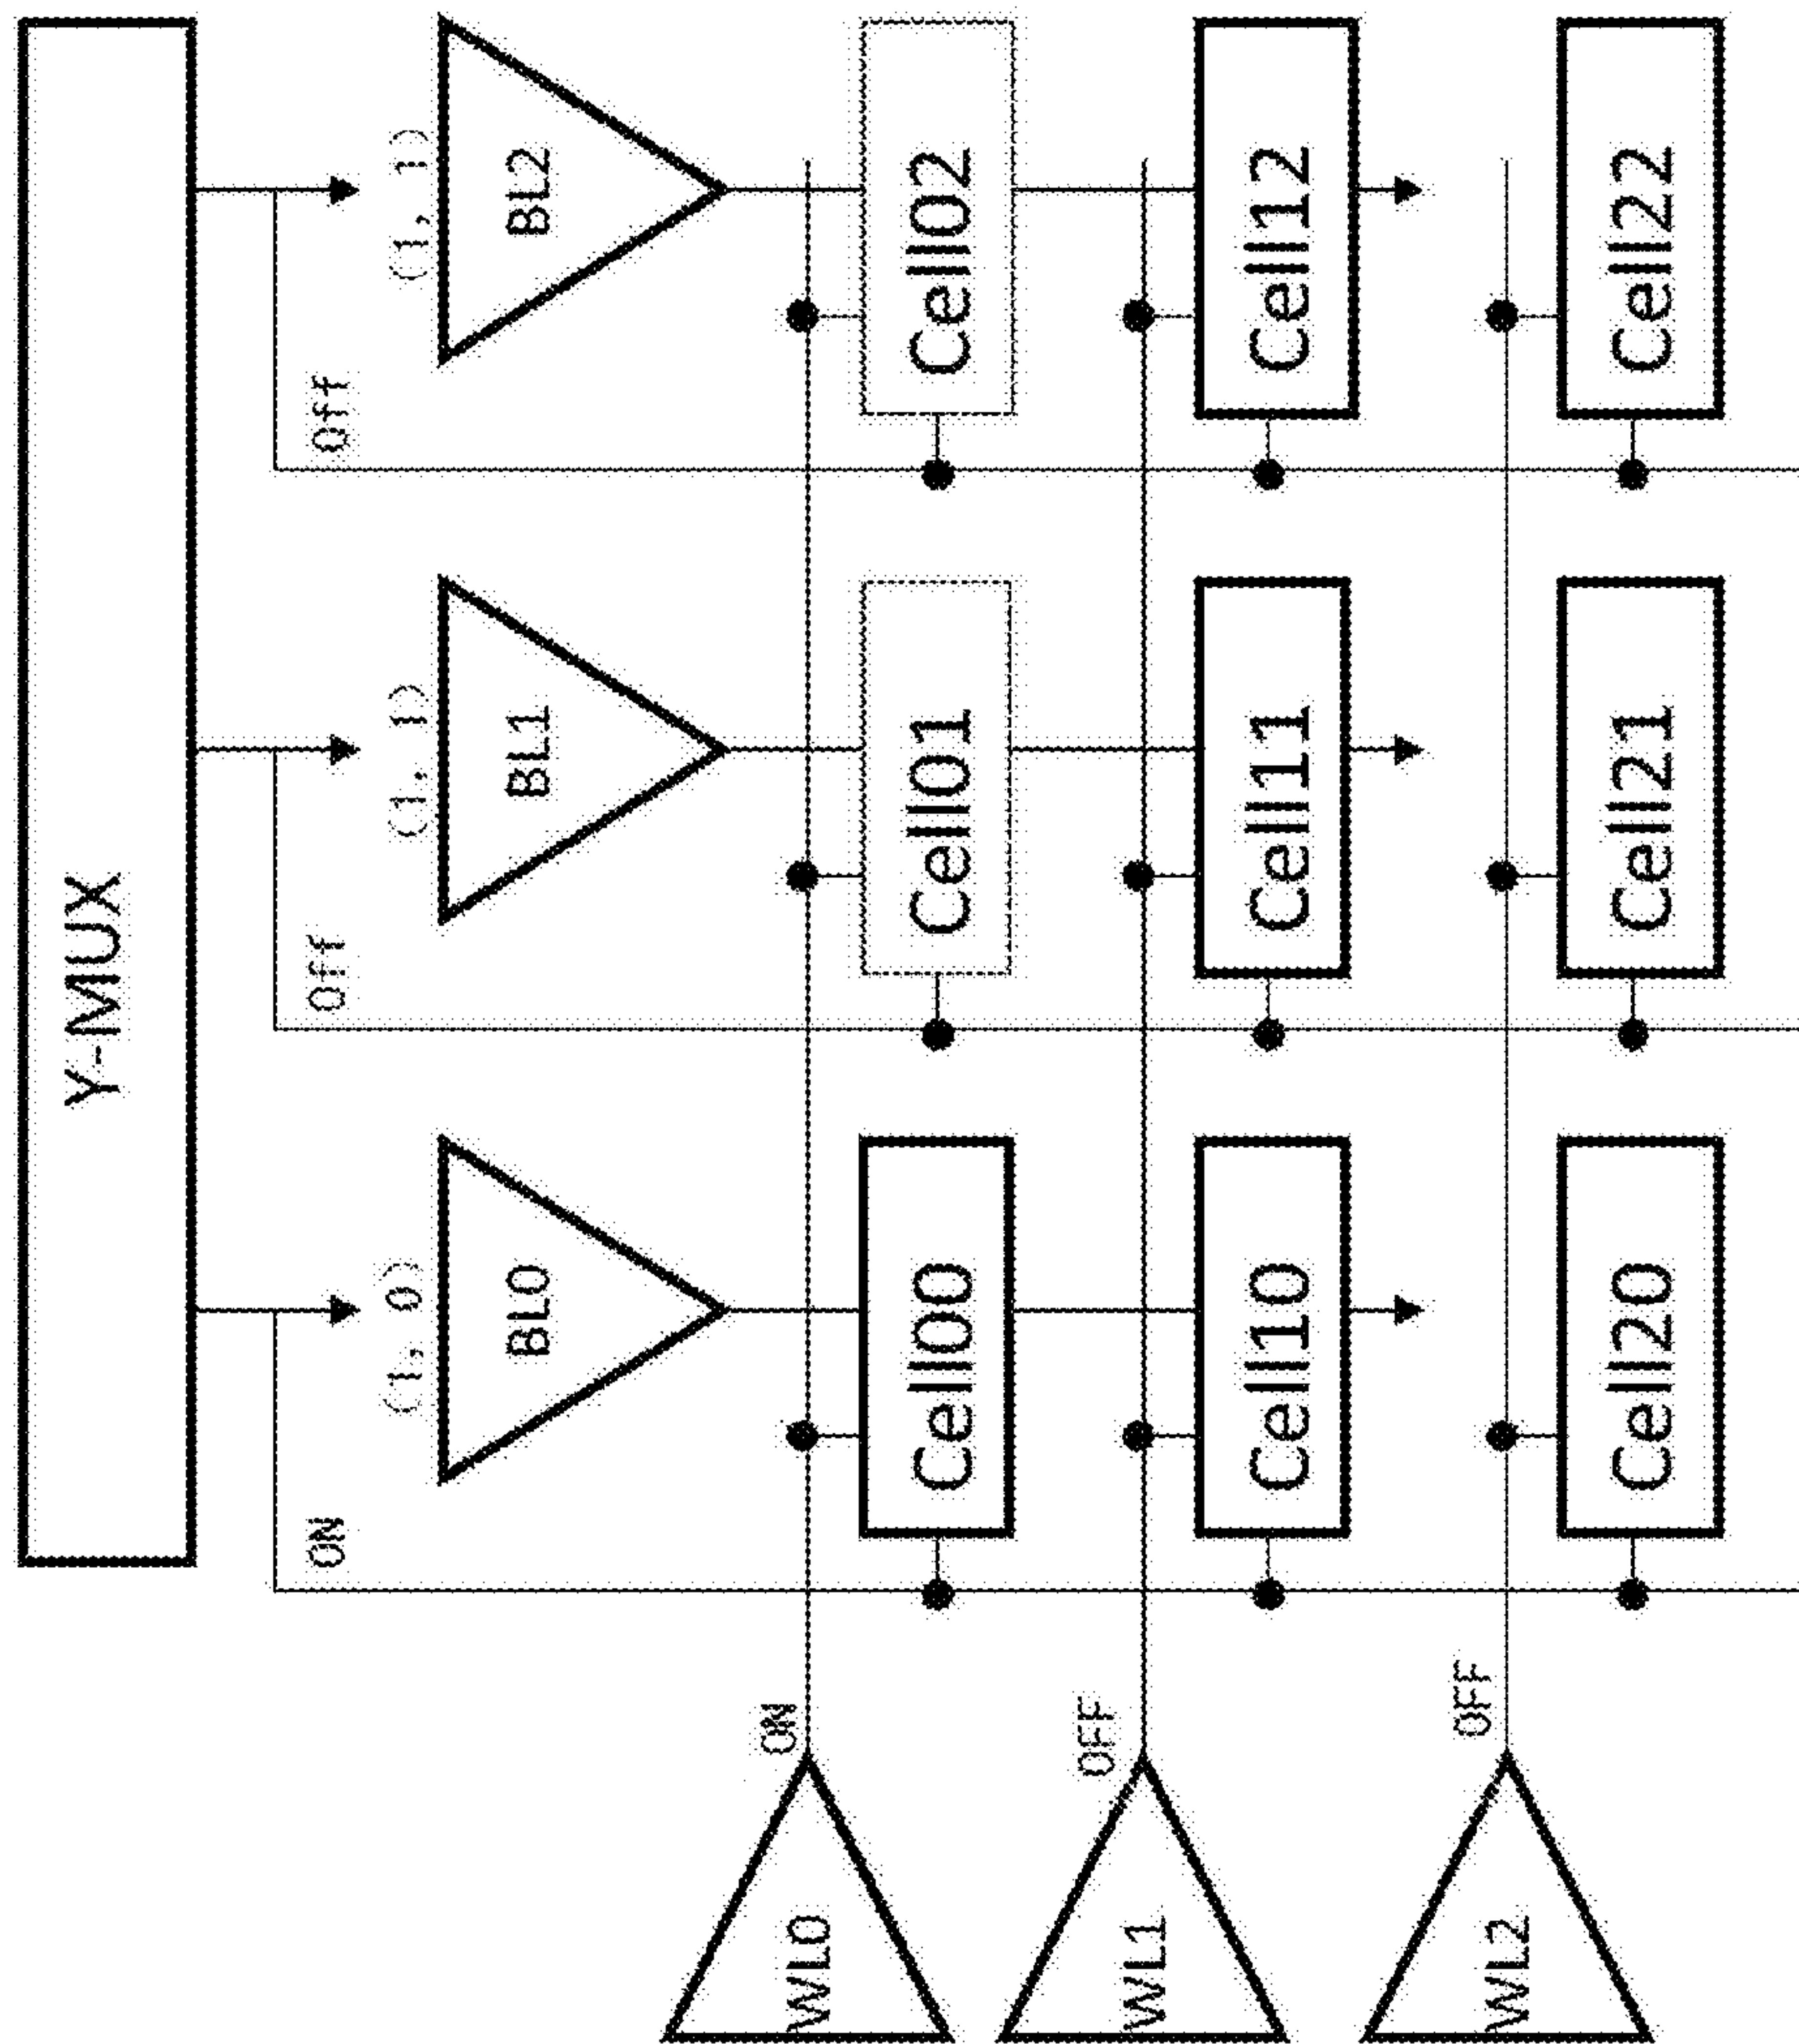 Y-MUX
ON
Off
Off
(1, 0)
(1, 1)
(1, 1)
BL0
BL1
BL2
WL0
ON
Cell00
Cell01
Cell02
WL1
OFF
Cell10
Cell11
Cell12
WL2
OFF
Cell20
Cell21
Cell22